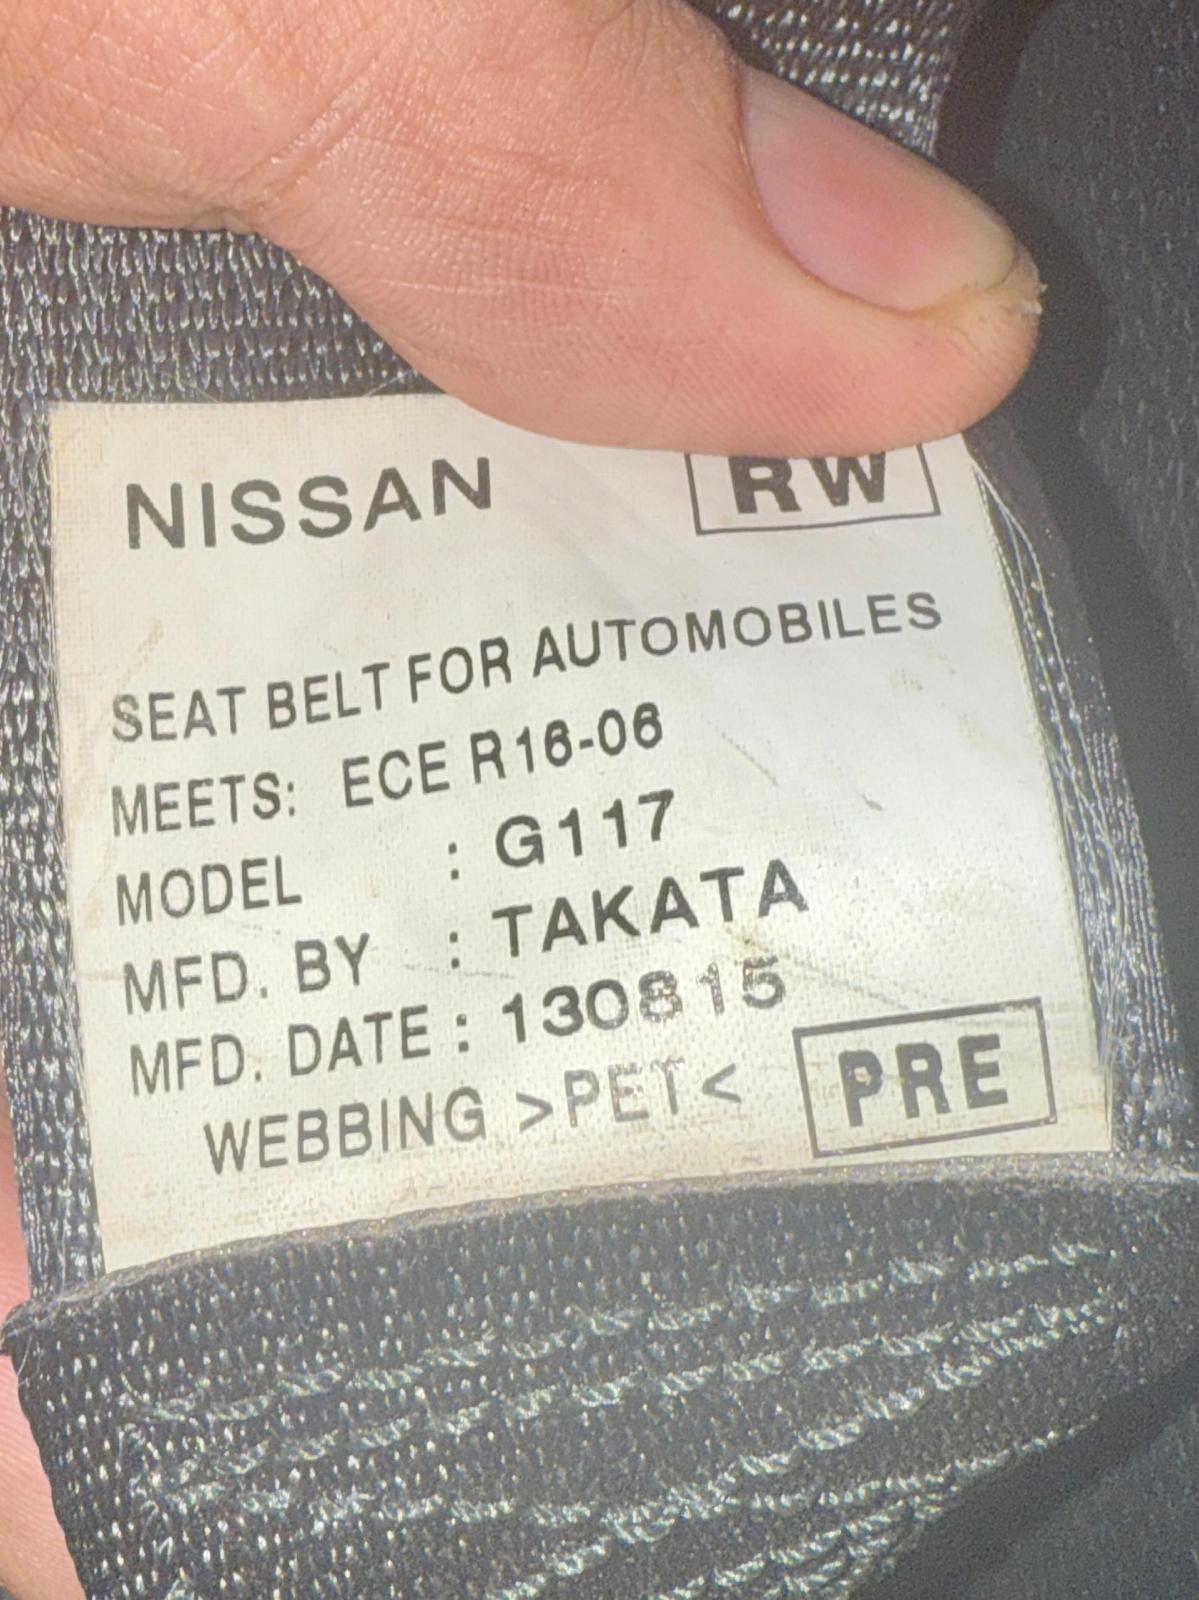 NISSAN RW
SEAT BELT FOR AUTOMOBILES
MEETS: ECE R16-06
MODEL : G117
MFD. BY : TAKATA
MFD. DATE : 130815
WEBBING >PET< PRE